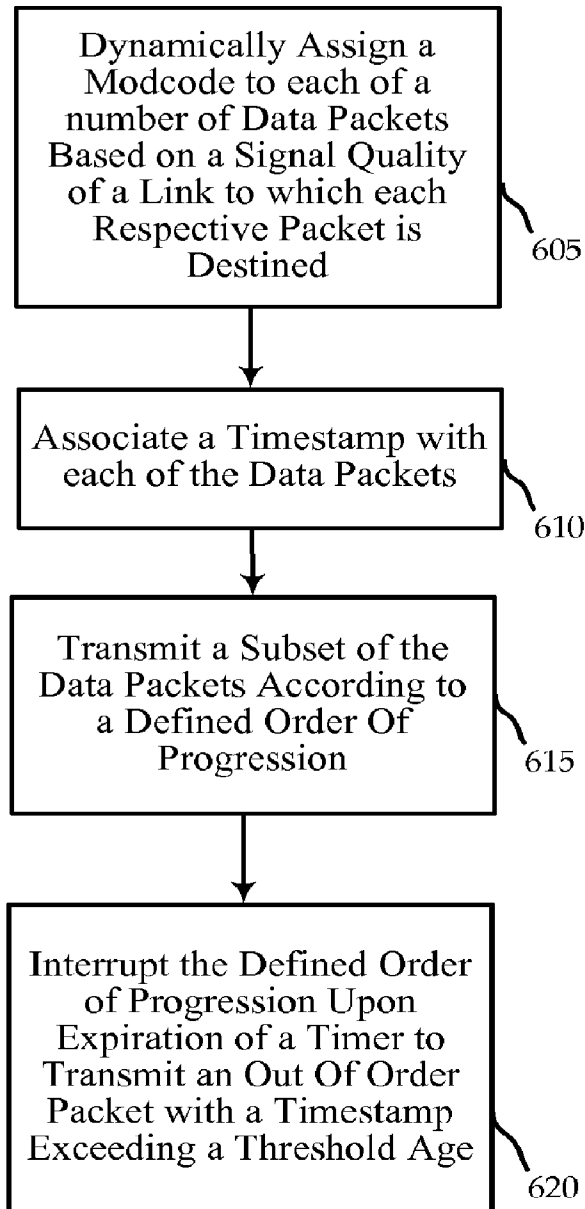 Dynamically Assign a
Modcode to each of a
number of Data Packets
Based on a Signal Quality
of a Link to which each
Respective Packet is
Destined
605
Associate a Timestamp with
each of the Data Packets
610
Transmit a Subset of the
Data Packets According to
a Defined Order Of
Progression
615
Interrupt the Defined Order
of Progression Upon
Expiration of a Timer to
Transmit an Out Of Order
Packet with a Timestamp
Exceeding a Threshold Age
620